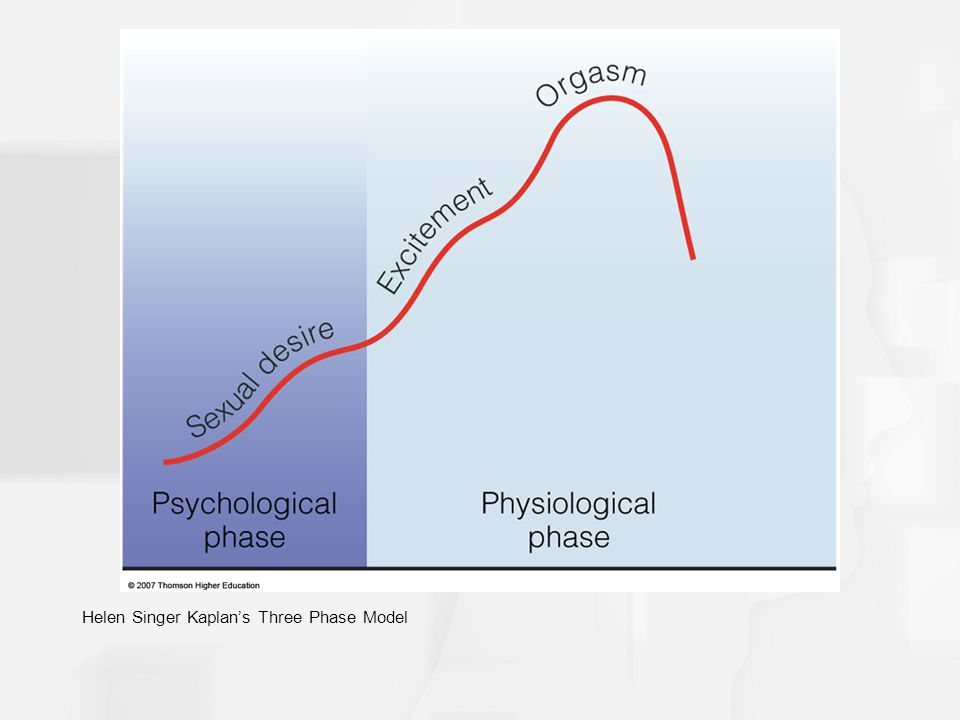 Orgasm
Excitement
Sexual desire
Psychological
phase
Physiological
phase
© 2007 Thomson Higher Education
Helen Singer Kaplan’s Three Phase Model